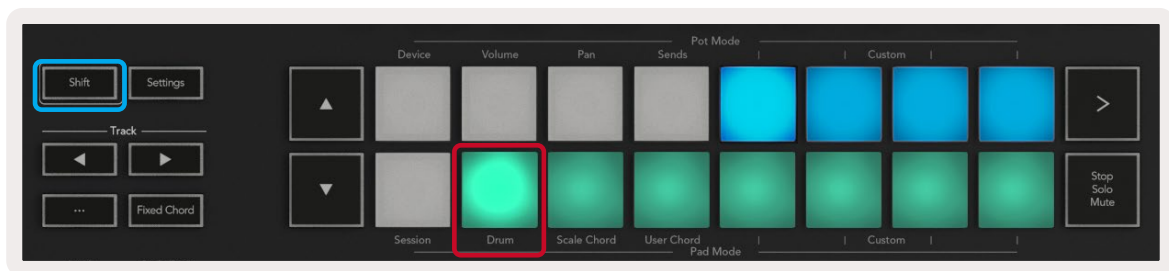 Pot Mode
Device Volume Pan Sends Custom
Shift Settings
▲
>
Track
◀ ▶
▼
Stop
Solo
Mute
... Fixed Chord
Session Drum Scale Chord User Chord Custom
Pad Mode